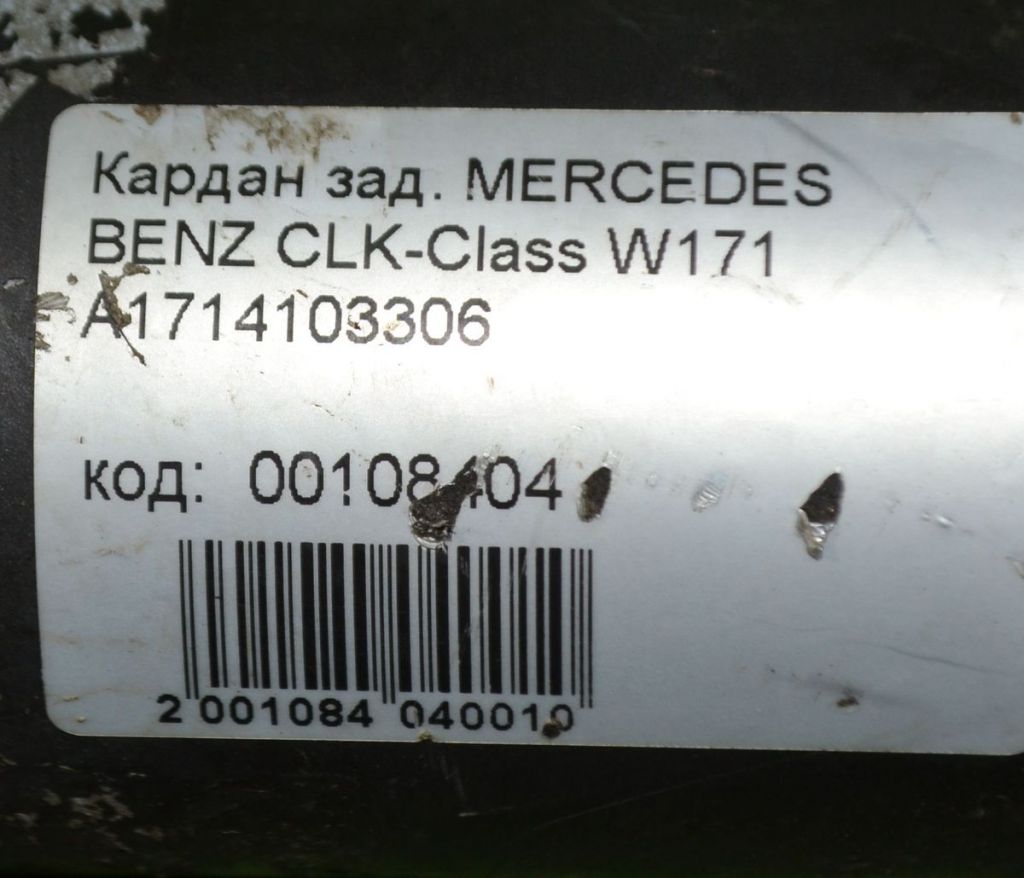 Кардан зад. MERCEDES
BENZ CLK-Class W171
A1714103306
код: 00108404
2 001084 040010